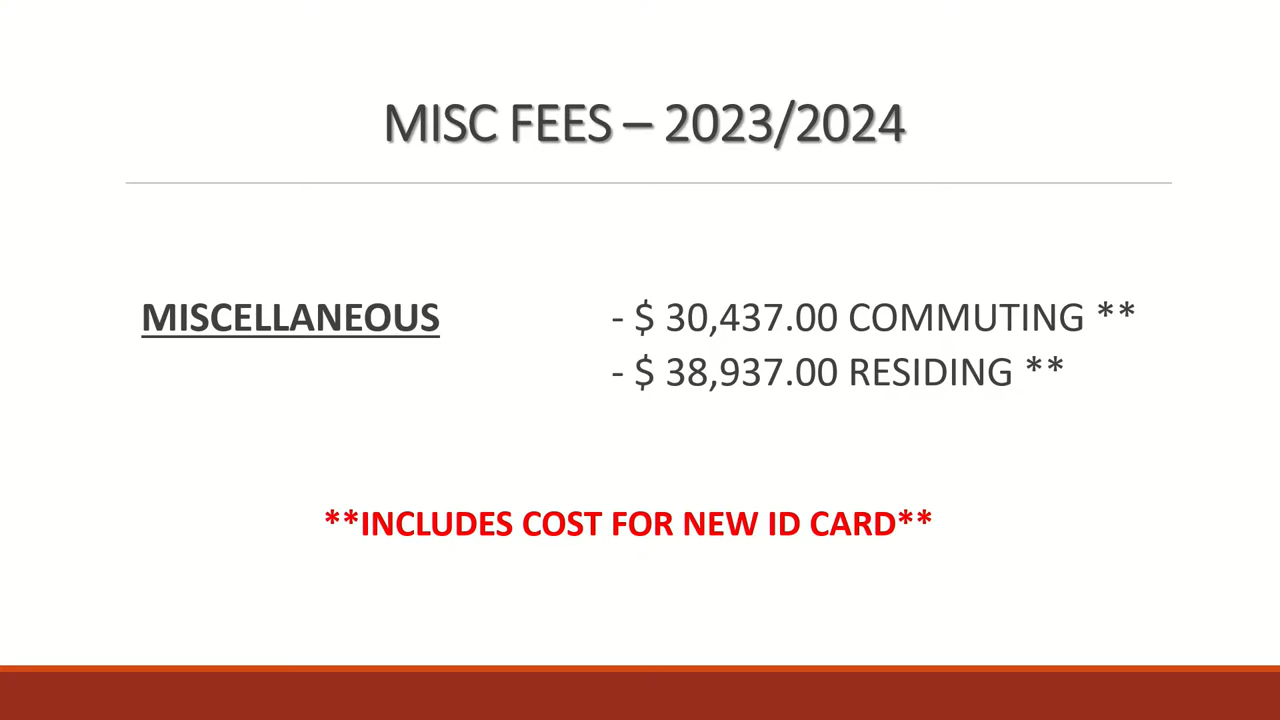 MISC FEES – 2023/2024
MISCELLANEOUS - $ 30,437.00 COMMUTING **
- $ 38,937.00 RESIDING **
**INCLUDES COST FOR NEW ID CARD**